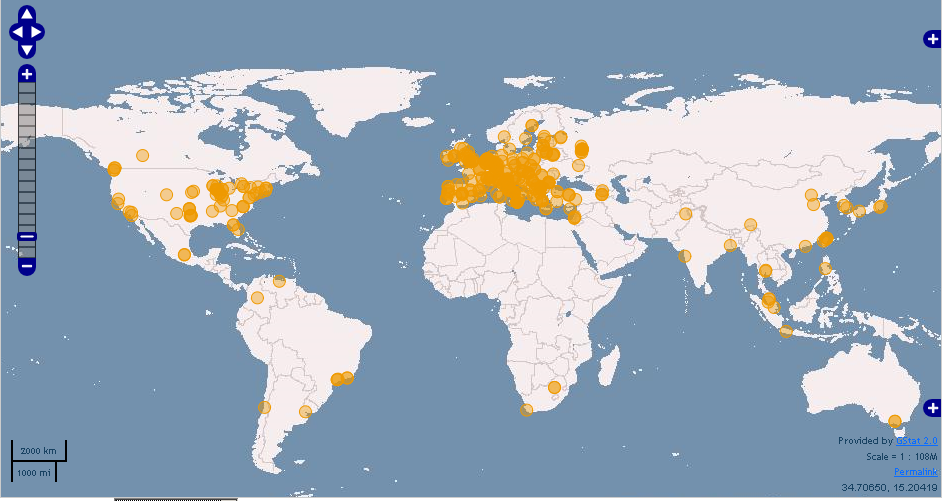 2000 km
1000 mi
Provided by GStat 2.0
Scale = 1 : 108M
Permalink
34.70650, 15.20419